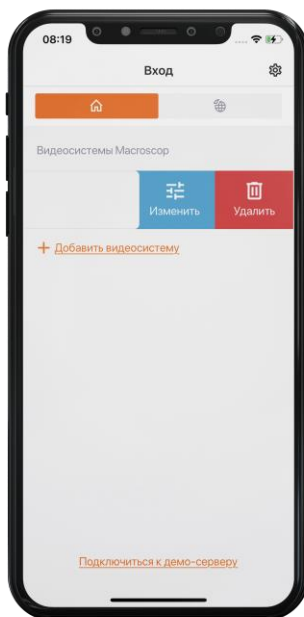 08:19
Вход
Видеосистемы Macroscop
Изменить
Удалить
+ Добавить видеосистему
Подключиться к демо-серверу